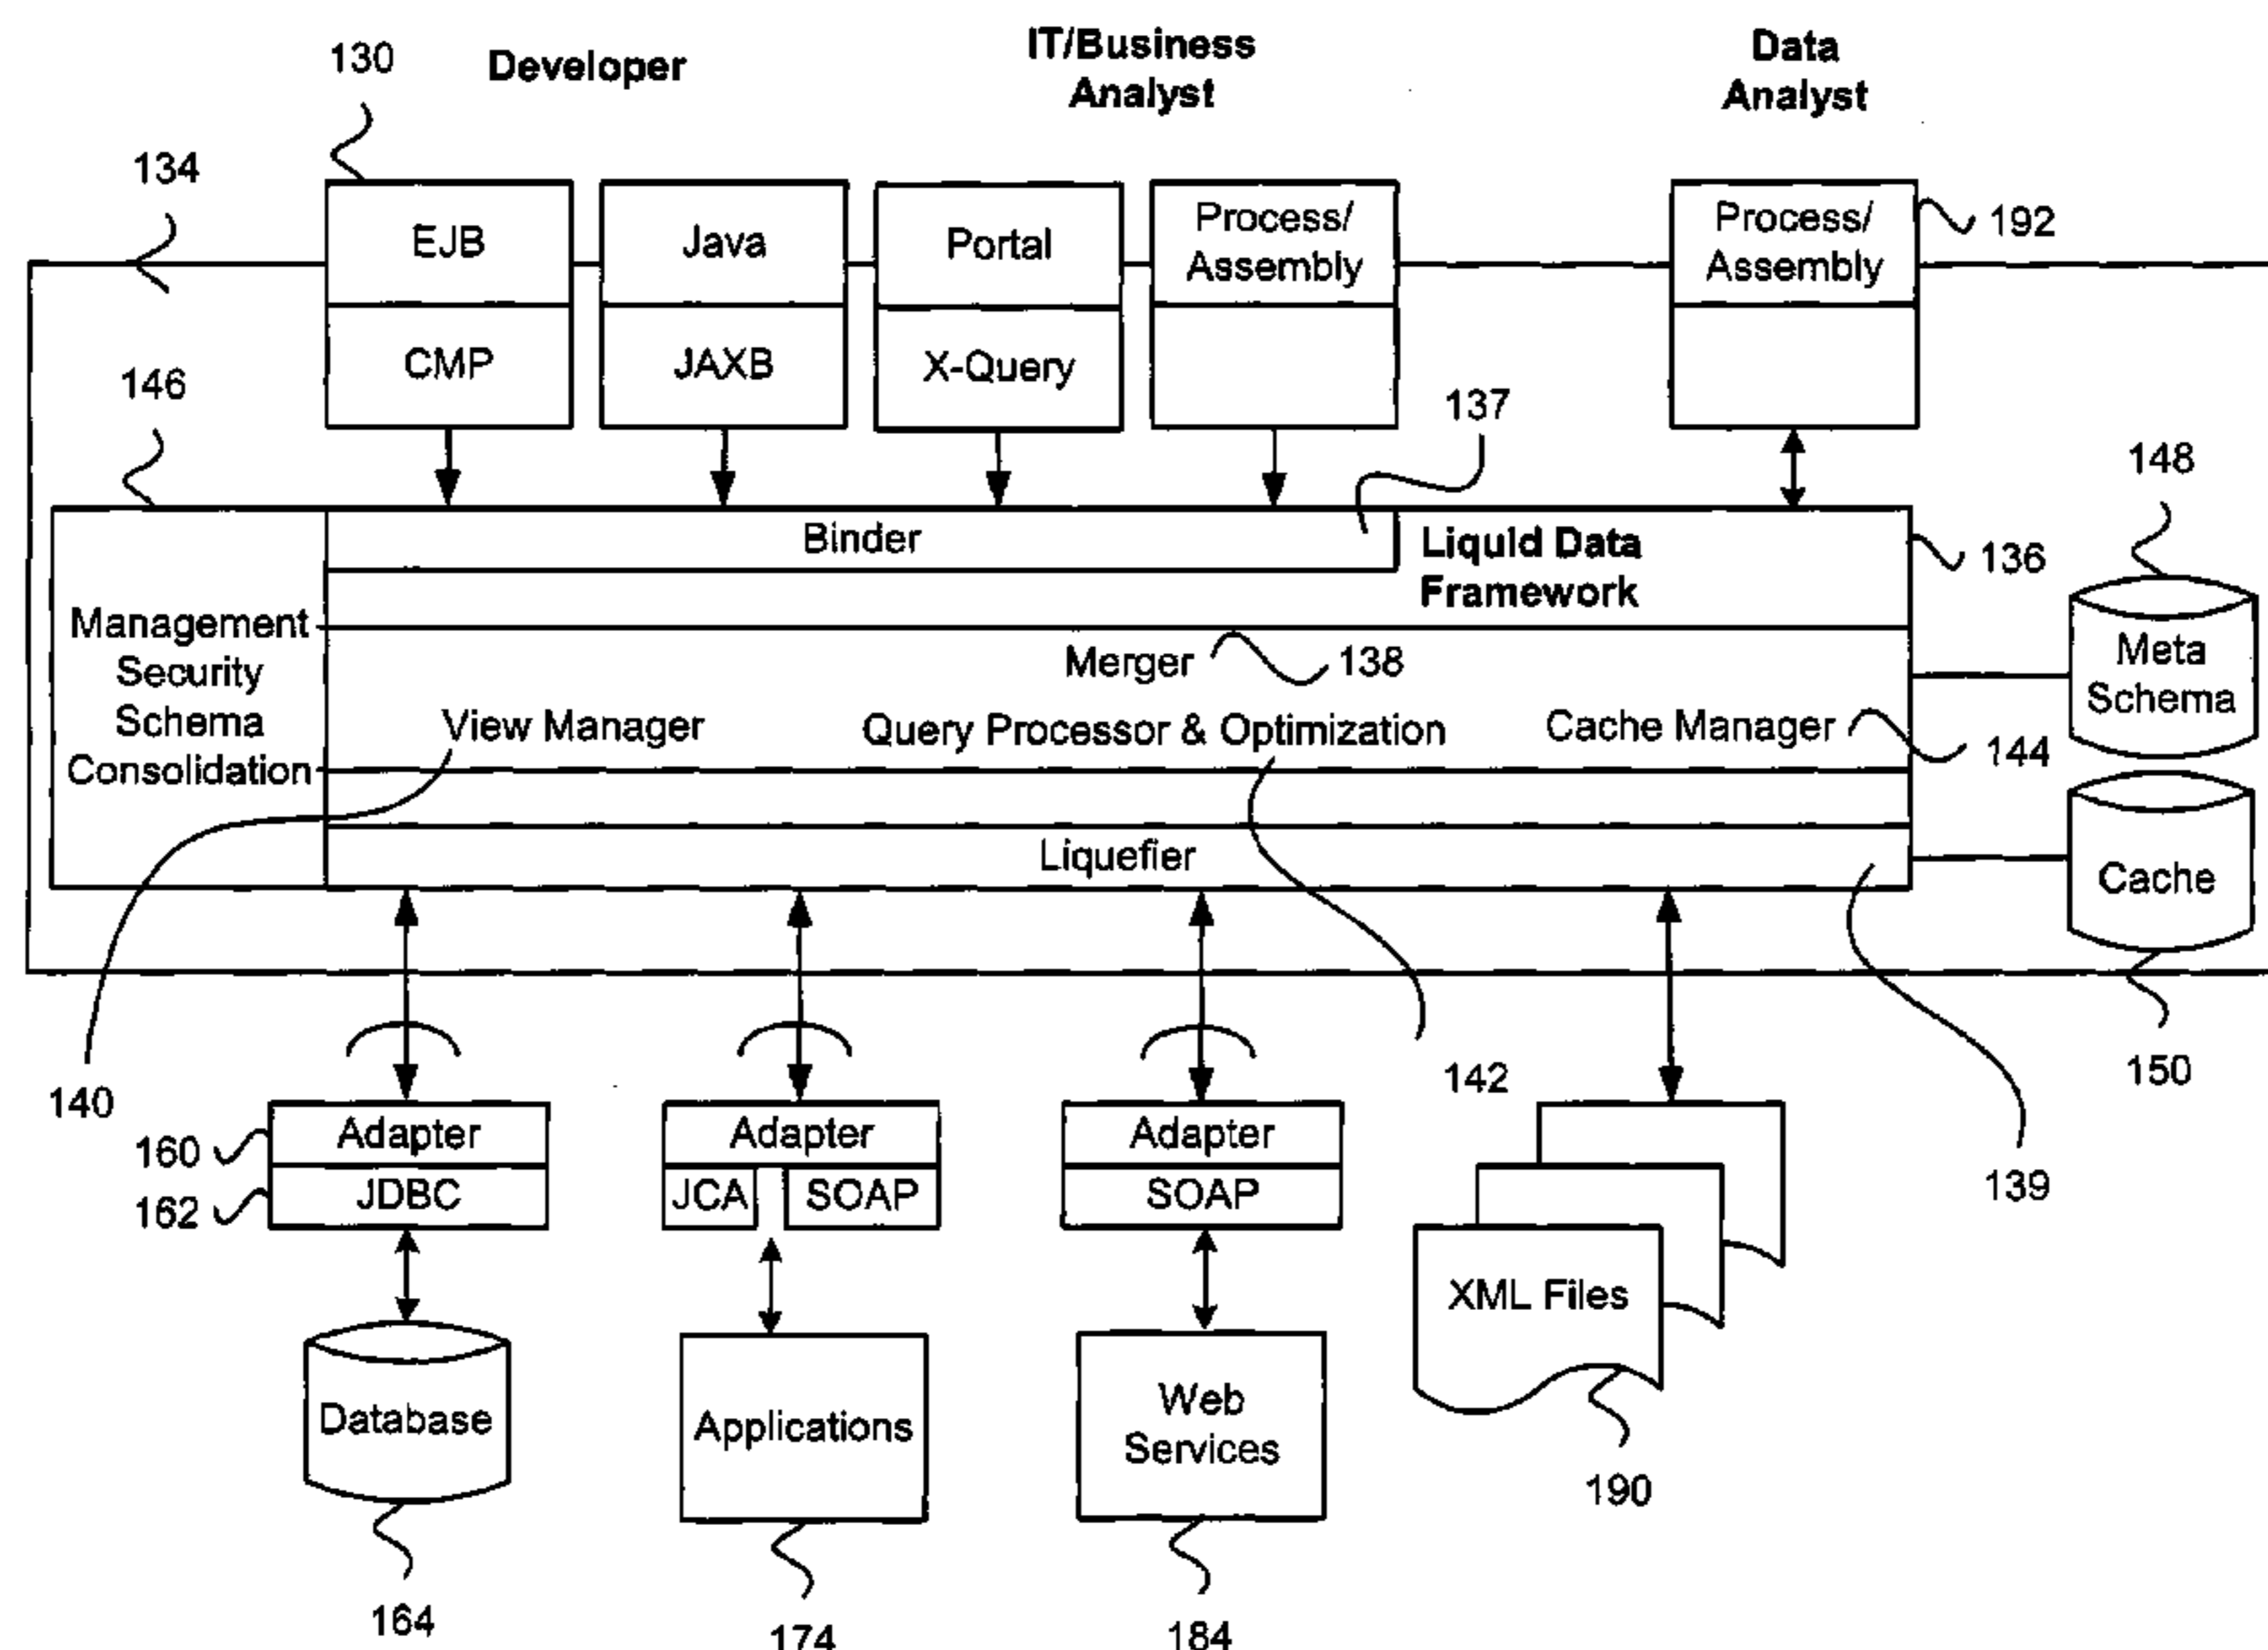 130
Developer
IT/Business
Analyst
Data
Analyst
134
EJB
CMP
Java
JAXB
Portal
X-Query
Process/
Assembly
Process/
Assembly
192
146
137
148
Binder
Liquid Data
Framework
136
Management
Security
Schema
Consolidation
Merger
138
View Manager
Query Processor & Optimization
Cache Manager
144
Meta
Schema
Liquefier
Cache
140
142
139
150
160
Adapter
162
JDBC
Adapter
JCA
SOAP
Adapter
SOAP
XML Files
190
Database
Applications
Web
Services
164
174
184